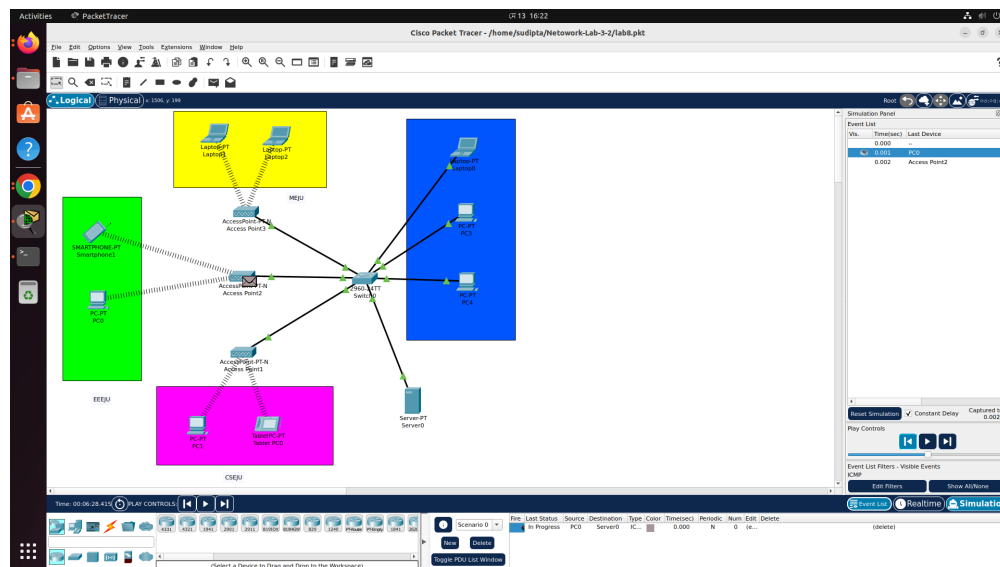 Activities
PacketTracer
মে 13 16:22
Cisco Packet Tracer - /home/sudipta/Netowork-Lab-3-2/lab8.pkt
File Edit Options View Tools Extensions Window Help
Logical
Physical
x: 1506, y: 199
Root
Simulation Panel
Event List
Vis. Time(sec) Last Device
0.000 --
0.001 PC0
0.002 Access Point2
Laptop-PT
Laptop1
Laptop-PT
Laptop2
MEJU
AccessPoint-PT-N
Access Point3
Laptop-PT
PC-PT
SMARTPHONE-PT
Smartphone1
AccessPoint-PT-N
Access Point2
2960-24TT
Switch0
PC-PT
PC4
PC-PT
PC0
EEEJU
AccessPoint-PT-N
Access Point1
PC-PT
PC1
TabletPC-PT
Tablet PC0
CSEJU
Server-PT
Server0
Reset Simulation
Constant Delay
Captured
0.002
Play Controls
Event List Filters - Visible Events
ICMP
Edit Filters
Show All/None
Time: 00:06:28.415
PLAY CONTROLS:
Event List
Realtime
Simulatio
4331 4321 1941 2901 2911 819IOX 819HGW 829 1240
1841
Scenario 0
New
Delete
Toggle PDU List Window
Fire Last Status Source Destination Type Color Time(sec) Periodic Num Edit Delete
In Progress PC0 Server0 IC... 0.000 N 0 (e... (delete)
(Select a Device to Drag and Drop to the Workspace)